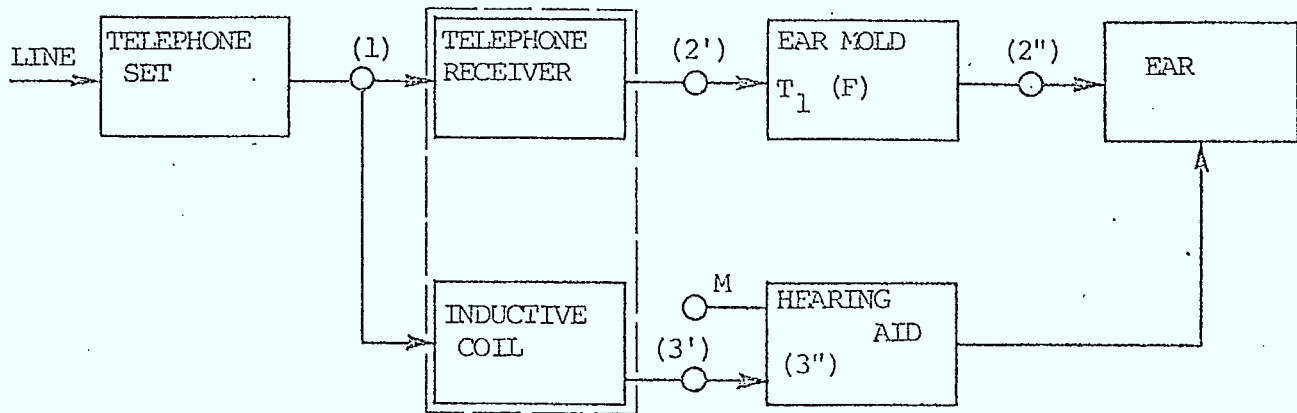 LINE
TELEPHONE
SET
(1)
TELEPHONE
RECEIVER
(2')
EAR MOLD
T1 (F)
(2")
EAR
INDUCTIVE
COIL
(3')
M
HEARING
AID
(3")